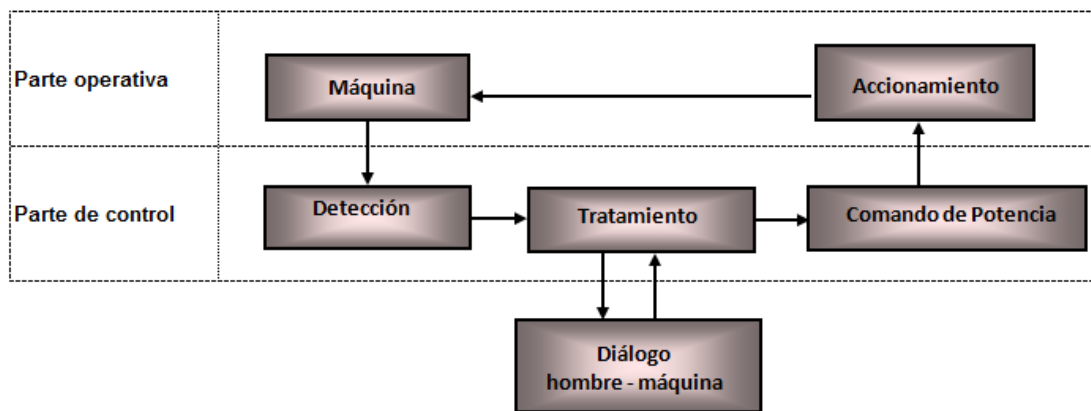 Parte operativa
Máquina
Accionamiento
Parte de control
Detección
Tratamiento
Comando de Potencia
Diálogo
hombre - máquina